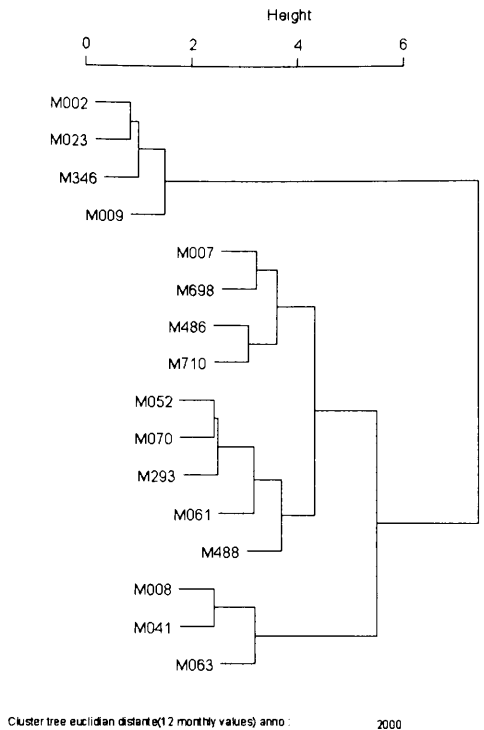 Height
0 2 4 6
M002
M023
M346
M009
M007
M698
M486
M710
M052
M070
M293
M061
M488
M008
M041
M063
Cluster tree euclidian distante(12 monthly values) anno : 2000